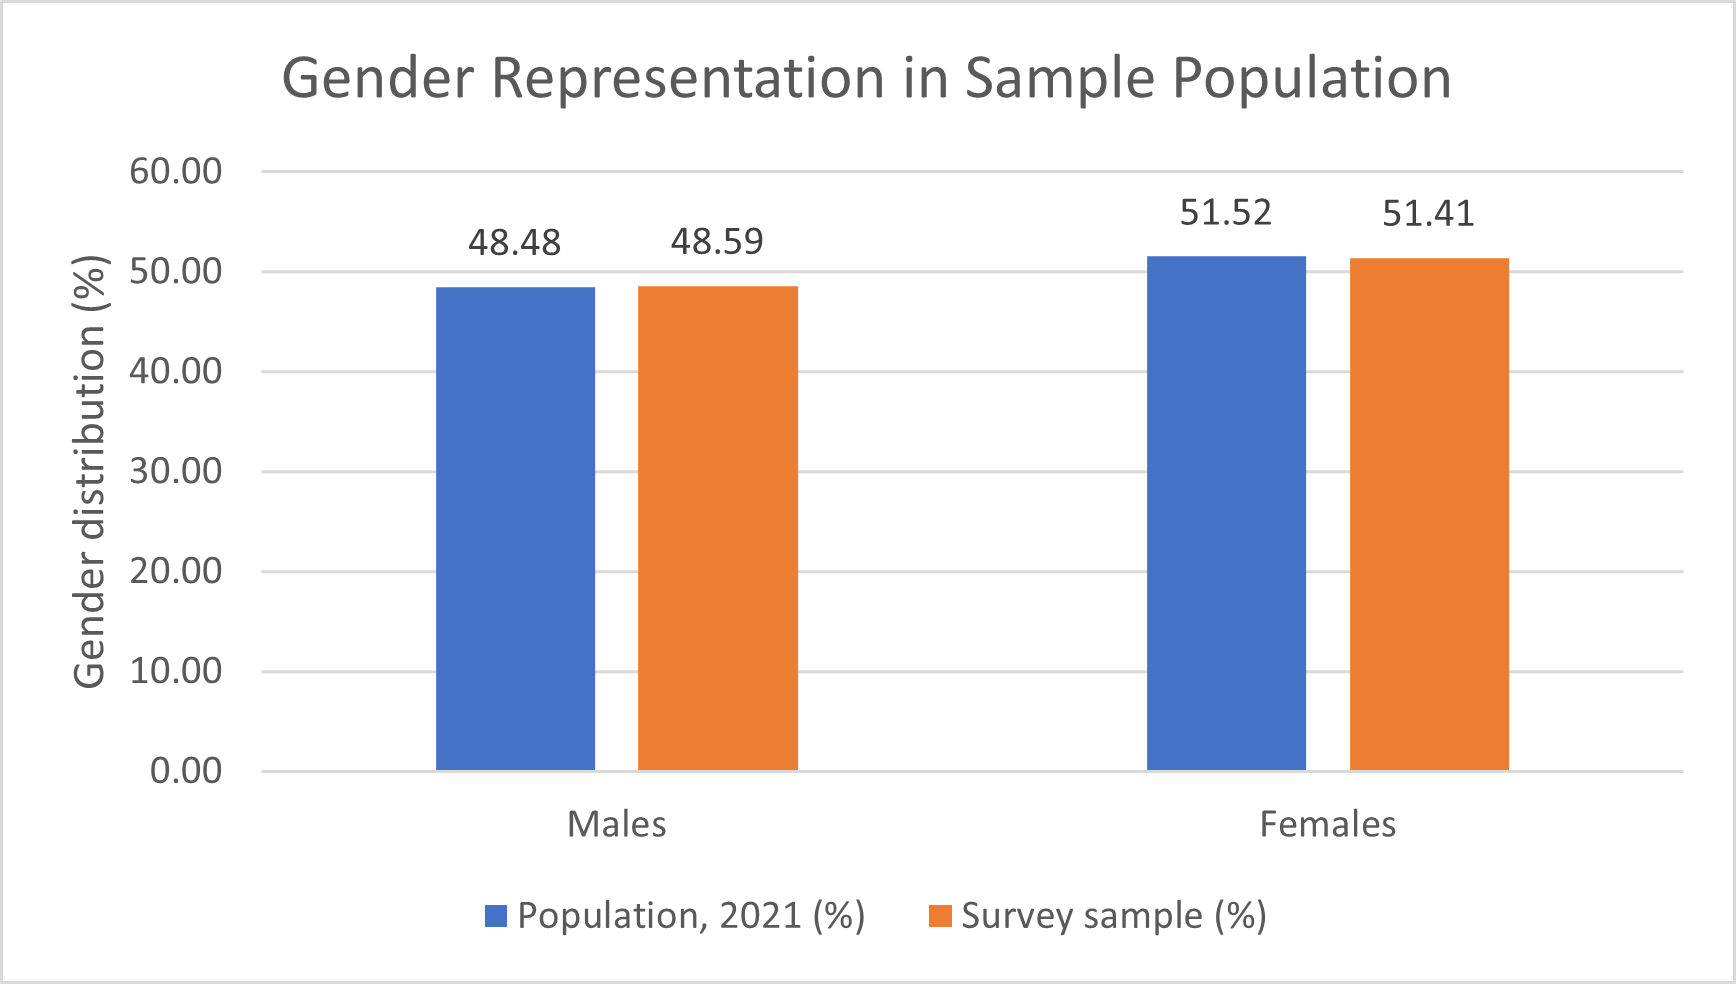 Gender Representation in Sample Population
Gender distribution (%)
60.00
50.00
40.00
30.00
20.00
10.00
0.00
48.48
48.59
51.52
51.41
Males
Females
Population, 2021 (%)
Survey sample (%)